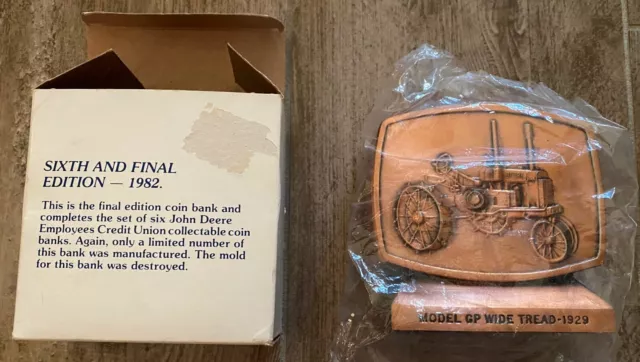 SIXTH AND FINAL
EDITION — 1982.
This is the final edition coin bank and
completes the set of six John Deere
Employees Credit Union collectable coin
banks. Again, only a limited number of
this bank was manufactured. The mold
for this bank was destroyed.
MODEL GP WIDE TREAD-1929